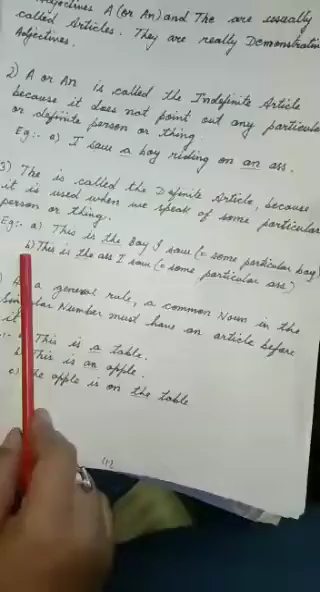 Adjectives A (or An) and The are usually
called Articles. They are really Demonstrative
Adjectives.
2) A or An is called the Indefinite Article
because it does not point out any particular
or definite person or thing.
Eg:- a) I saw a boy riding on an ass.
3) The is called the Definite Article, because
it is used when we speak of some particular
person or thing.
Eg:- a) This is the Boy I saw (= some particular boy)
b) This is the ass I saw (= some particular ass)
a general rule, a common Noun in the
Number must have an article before
it
This is a table.
b) This is an apple.
c) The apple is on the table